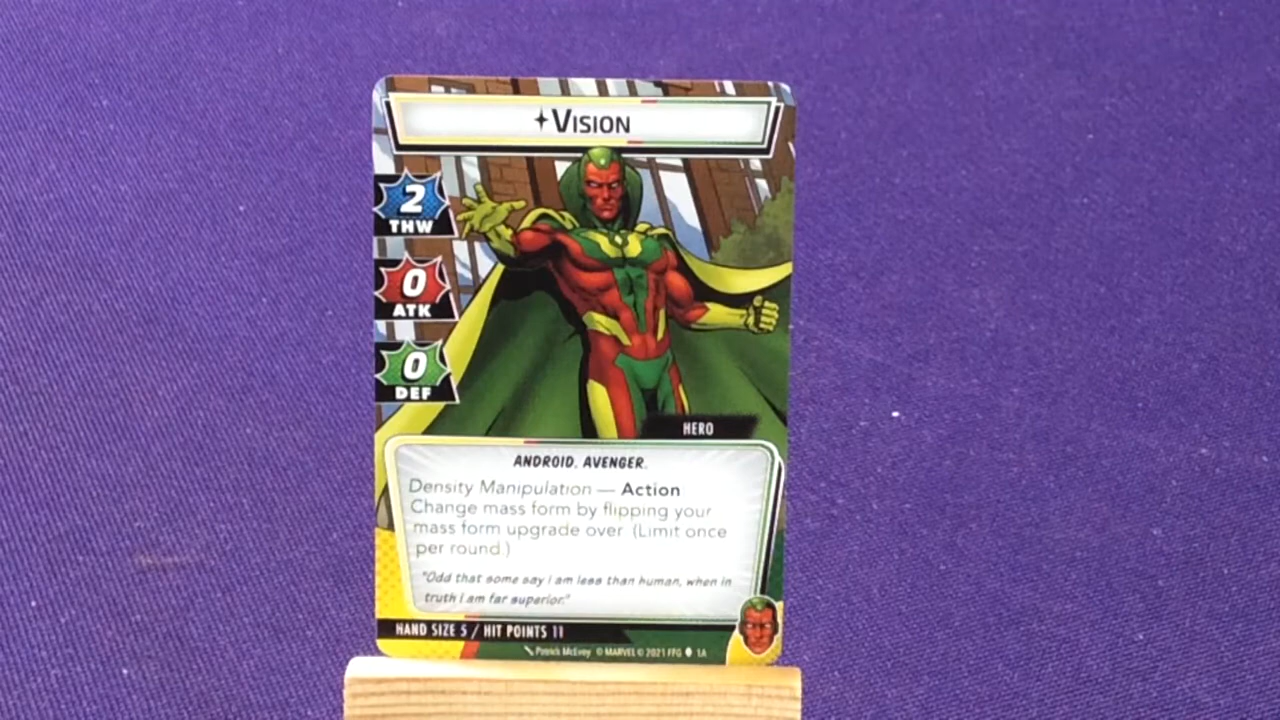 VISION
2
THW
0
ATK
0
DEF
HERO
ANDROID, AVENGER.
Density Manipulation — Action
Change mass form by flipping your
mass form upgrade over. (Limit once
per round.)
"Odd that some say I am less than human, when in
truth I am far superior."
HAND SIZE 5 / HIT POINTS 11
Patrick McEvoy © MARVEL © 2021 FFG 1A